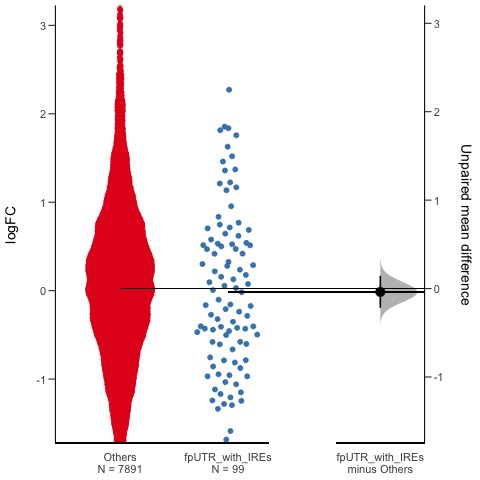 logFC
3
2
1
0
-1
3
2
1
0
-1
Unpaired mean difference
Others
N = 7891
fpUTR_with_IREs
N = 99
fpUTR_with_IREs
minus Others